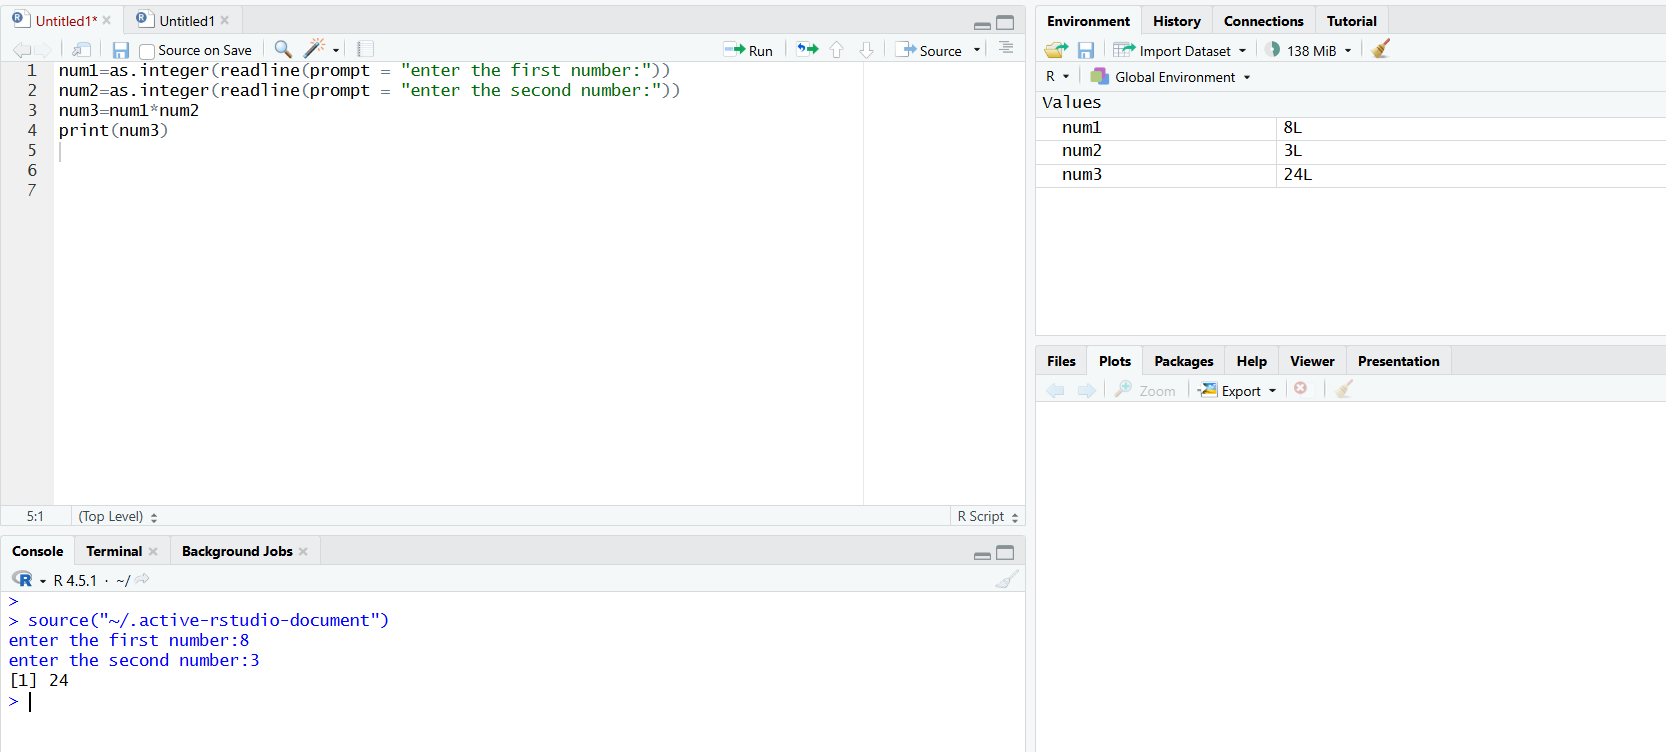 Untitled1* Untitled1
Source on Save Run Source
1 num1=as.integer(readline(prompt = "enter the first number:"))
2 num2=as.integer(readline(prompt = "enter the second number:"))
3 num3=num1*num2
4 print(num3)
5
6
7
5:1 (Top Level) R Script
Console Terminal Background Jobs
R R 4.5.1 · ~/
>
> source("~/.active-rstudio-document")
enter the first number:8
enter the second number:3
[1] 24
>
Environment History Connections Tutorial
Import Dataset 138 MiB
R Global Environment
Values
num1 8L
num2 3L
num3 24L
Files Plots Packages Help Viewer Presentation
Zoom Export